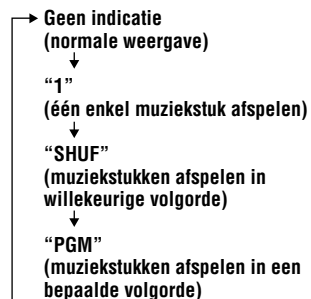 Geen indicatie
(normale weergave)
“1”
(één enkel muziekstuk afspelen)
“SHUF”
(muziekstukken afspelen in
willekeurige volgorde)
“PGM”
(muziekstukken afspelen in een
bepaalde volgorde)